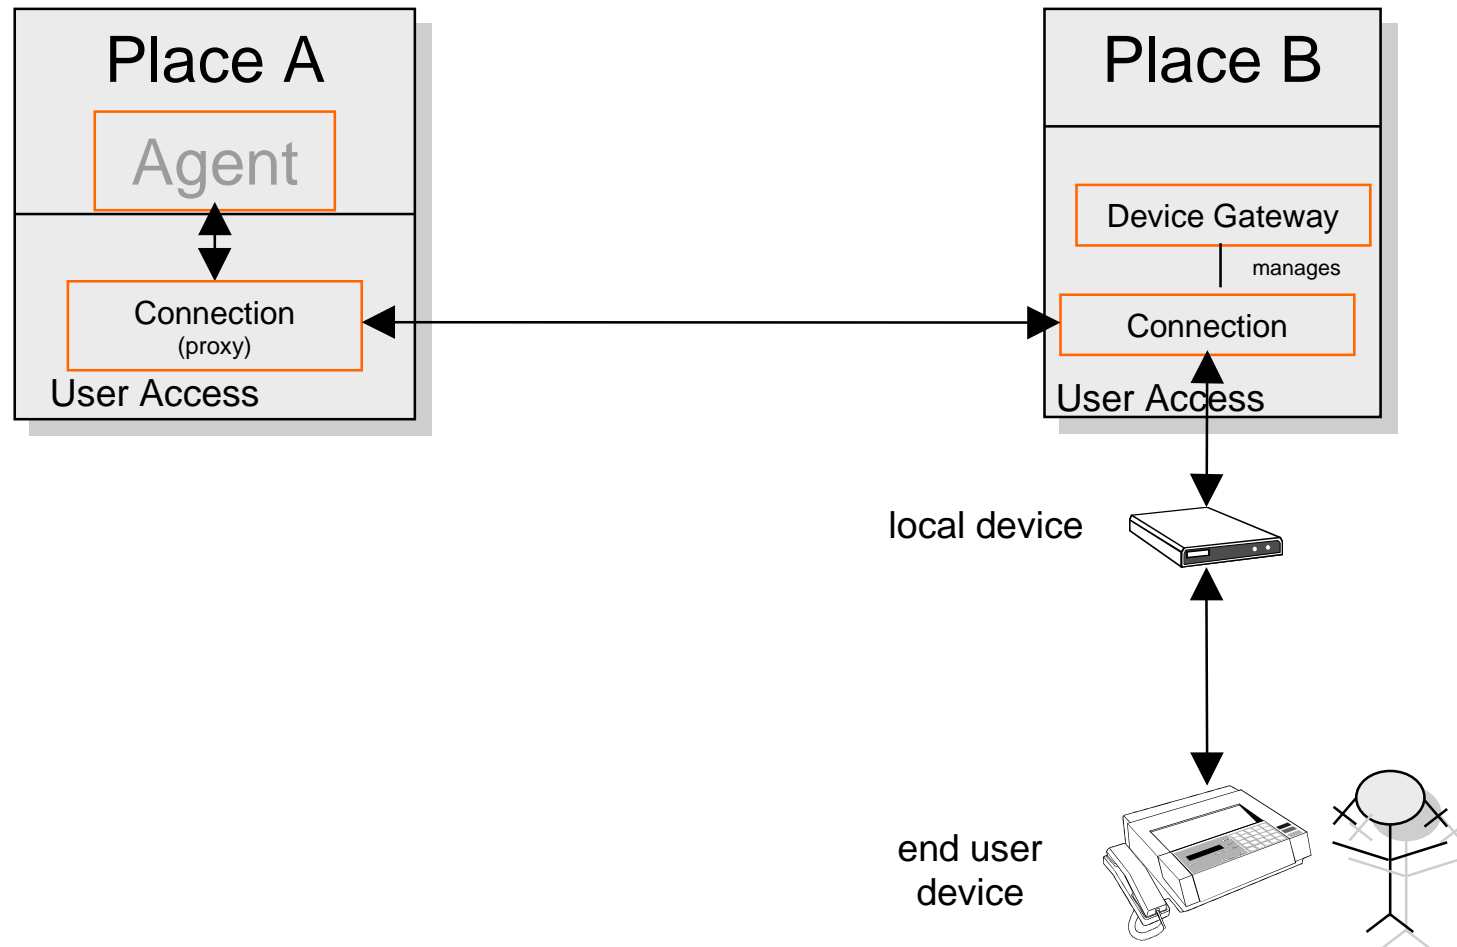 Place A
Agent
Connection
(proxy)
User Access
Place B
Device Gateway
manages
Connection
User Access
local device
end user
device